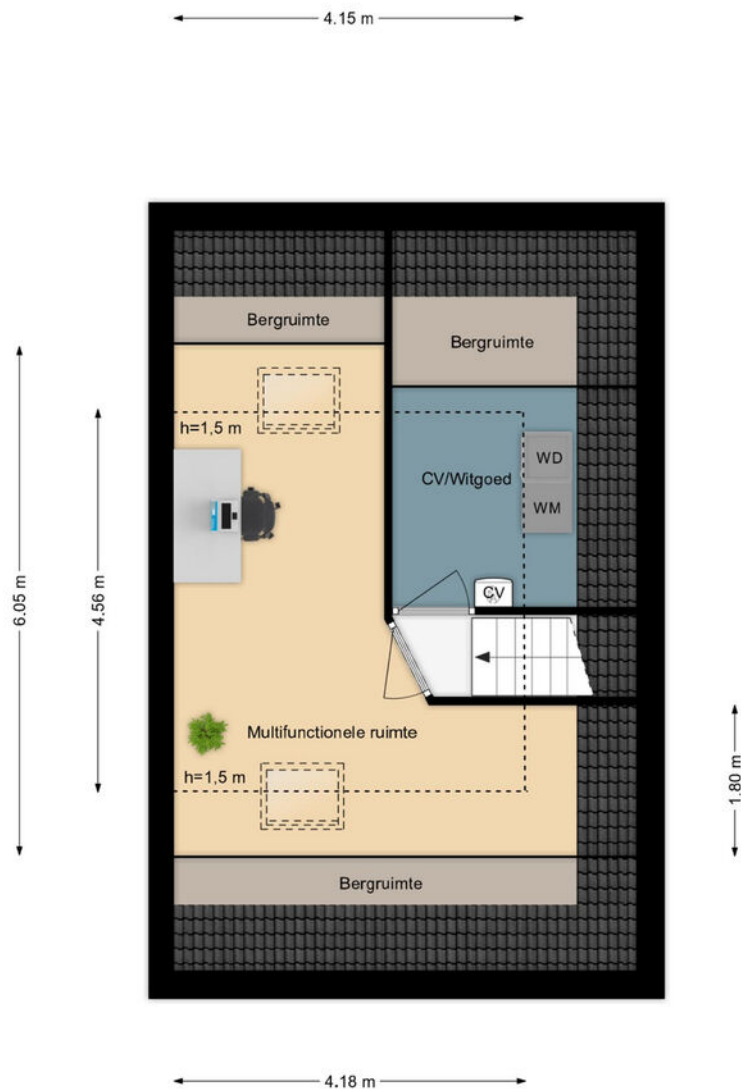 4.15 m
Bergruimte
Bergruimte
h=1,5 m
WD
CV/Witgoed
WM
6.05 m
4.56 m
CV
Multifunctionele ruimte
h=1,5 m
1.80 m
Bergruimte
4.18 m